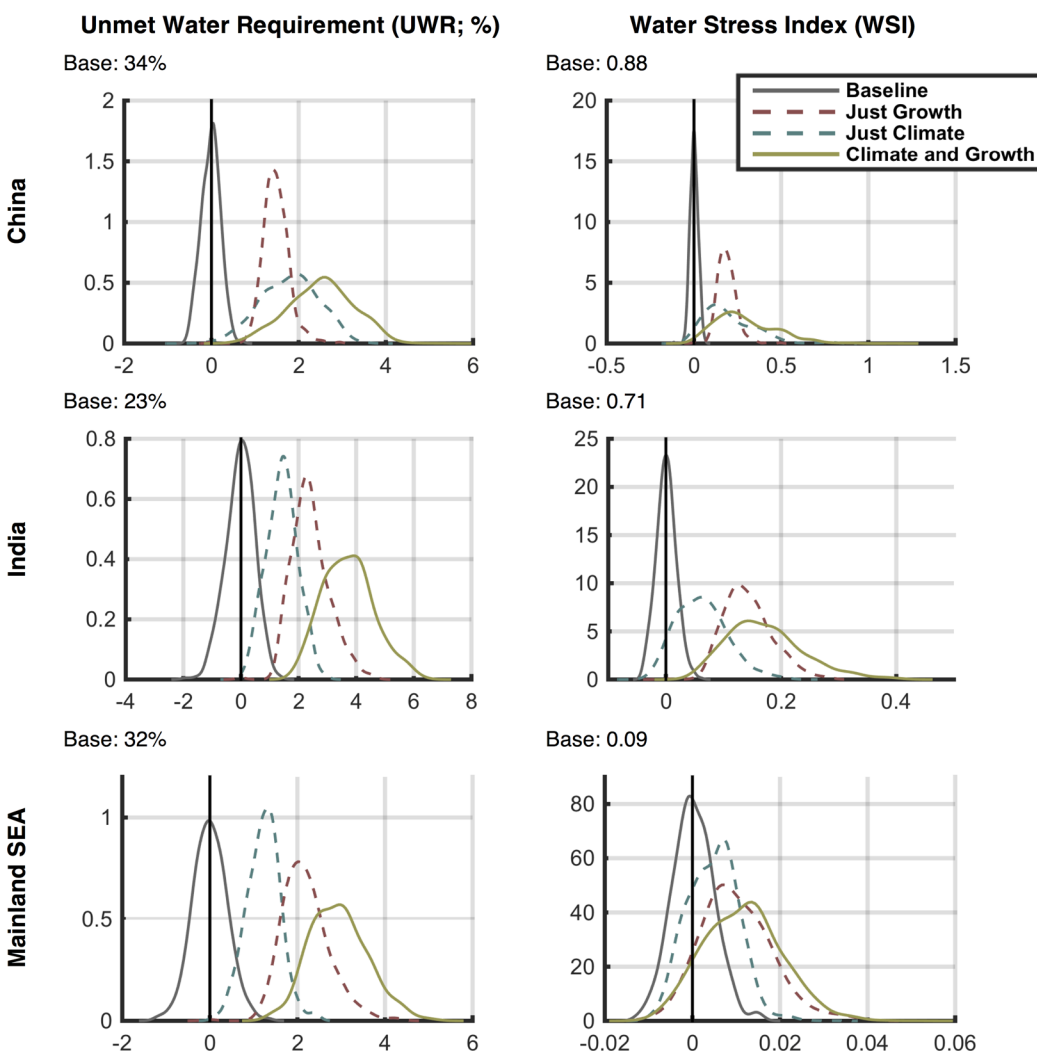 Unmet Water Requirement (UWR; %)
Water Stress Index (WSI)
Base: 34%
Base: 0.88
Baseline
Just Growth
Just Climate
Climate and Growth
China
2
1.5
1
0.5
0
-2 0 2 4 6
20
15
10
5
0
-0.5 0 0.5 1 1.5
Base: 23%
Base: 0.71
India
0.8
0.6
0.4
0.2
0
-4 -2 0 2 4 6 8
25
20
15
10
5
0
0 0.2 0.4
Base: 32%
Base: 0.09
Mainland SEA
1
0.5
0
-2 0 2 4 6
80
60
40
20
0
-0.02 0 0.02 0.04 0.06